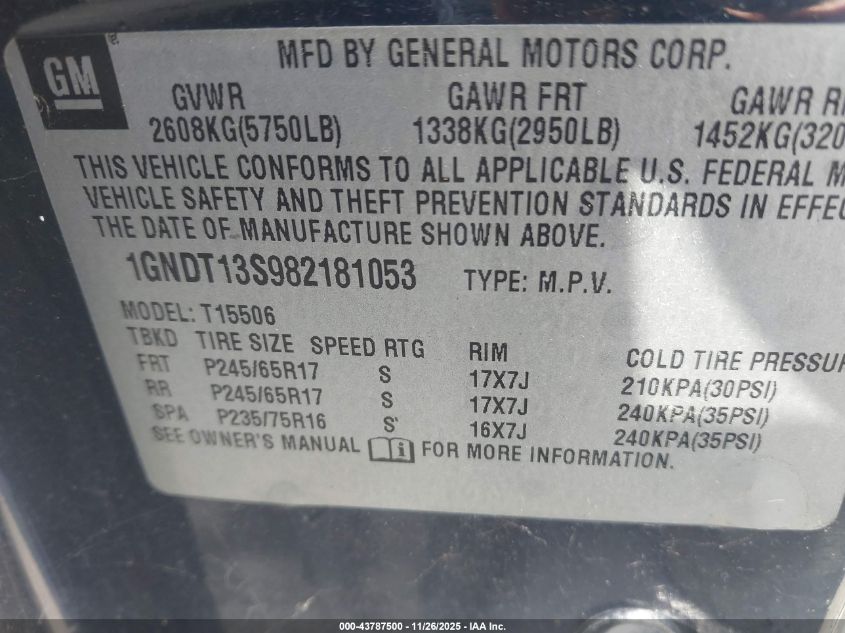 GM
MFD BY GENERAL MOTORS CORP.
GVWR GAWR FRT GAWR
2608KG(5750LB) 1338KG(2950LB) 1452KG(320
THIS VEHICLE CONFORMS TO ALL APPLICABLE U.S. FEDERAL
VEHICLE SAFETY AND THEFT PREVENTION STANDARDS IN
THE DATE OF MANUFACTURE SHOWN ABOVE.
1GNDT13S982181053 TYPE: M.P.V.
MODEL: T15506
TBKD TIRE SIZE SPEED RTG RIM COLD TIRE
FRT P245/65R17 S 17X7J 210KPA(30PSI)
RR P245/65R17 S 17X7J 240KPA(35PSI)
SPA P235/75R16 S 16X7J 240KPA(35PSI)
SEE OWNER'S MANUAL FOR MORE INFORMATION.
000-43787500 - 11/26/2025 - IAA Inc.